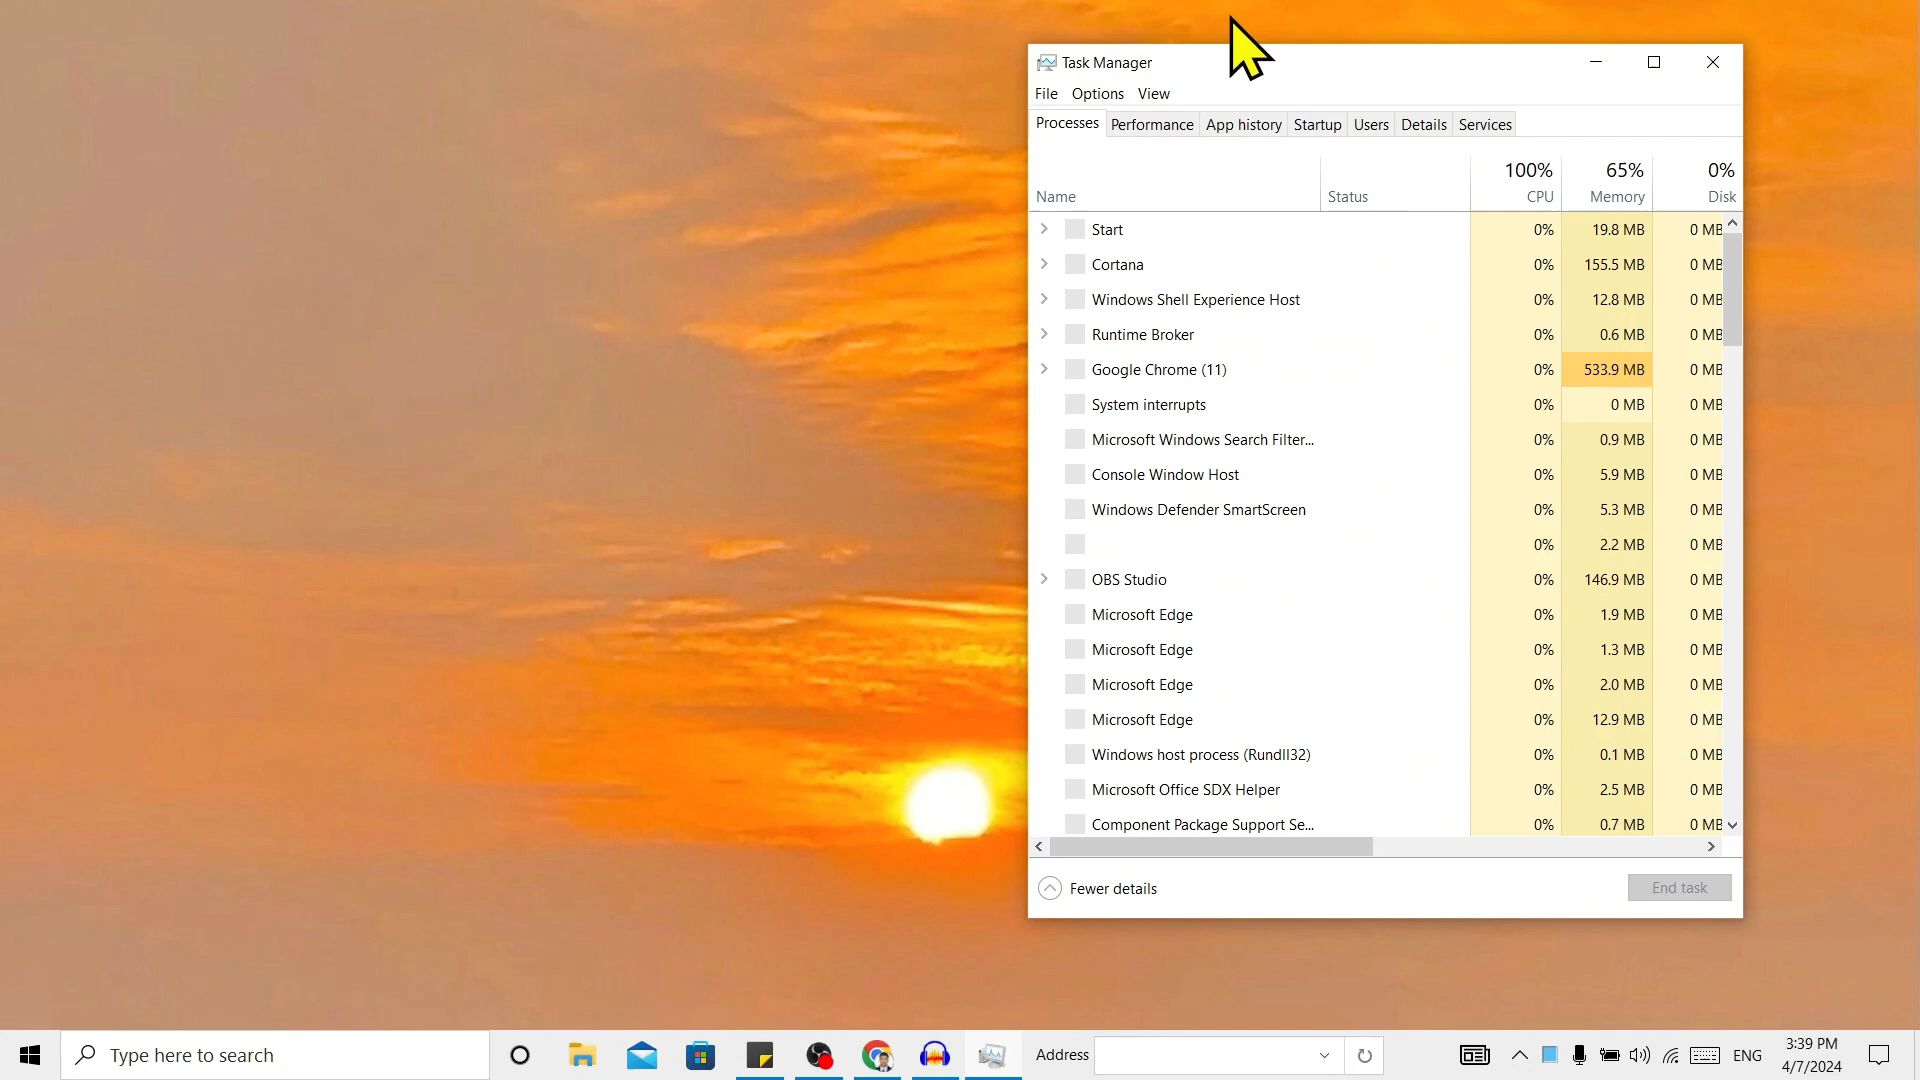 Task Manager
File Options View
Processes Performance App history Startup Users Details Services
100% 65% 0%
Name Status CPU Memory Disk
Start 0% 19.8 MB 0 MB
Cortana 0% 155.5 MB 0 MB
Windows Shell Experience Host 0% 12.8 MB 0 MB
Runtime Broker 0% 0.6 MB 0 MB
Google Chrome (11) 0% 533.9 MB 0 MB
System interrupts 0% 0 MB 0 MB
Microsoft Windows Search Filter... 0% 0.9 MB 0 MB
Console Window Host 0% 5.9 MB 0 MB
Windows Defender SmartScreen 0% 5.3 MB 0 MB
0% 2.2 MB 0 MB
OBS Studio 0% 146.9 MB 0 MB
Microsoft Edge 0% 1.9 MB 0 MB
Microsoft Edge 0% 1.3 MB 0 MB
Microsoft Edge 0% 2.0 MB 0 MB
Microsoft Edge 0% 12.9 MB 0 MB
Windows host process (Rundll32) 0% 0.1 MB 0 MB
Microsoft Office SDX Helper 0% 2.5 MB 0 MB
Component Package Support Se... 0% 0.7 MB 0 MB
Fewer details End task
Type here to search Address ENG 3:39 PM
4/7/2024